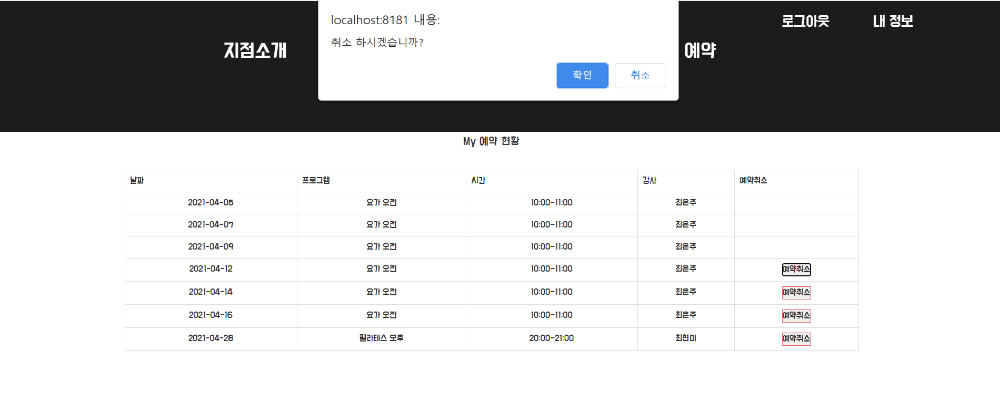 localhost:8181 내용:
취소 하시겠습니까?
확인 취소
로그아웃 내 정보
지점소개 예약
My 예약 현황
날짜 프로그램 시간 강사 예약취소
2021-04-05 요가 오전 10:00-11:00 최은주
2021-04-07 요가 오전 10:00-11:00 최은주
2021-04-09 요가 오전 10:00-11:00 최은주
2021-04-12 요가 오전 10:00-11:00 최은주 예약취소
2021-04-14 요가 오전 10:00-11:00 최은주 예약취소
2021-04-16 요가 오전 10:00-11:00 최은주 예약취소
2021-04-28 필라테스 오후 20:00-21:00 최현미 예약취소